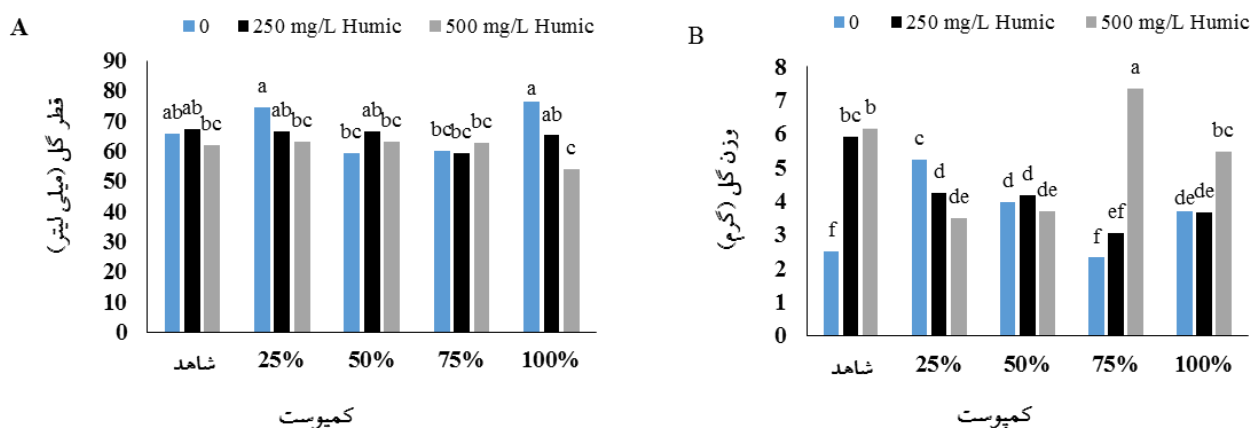 A
0 250 mg/L Humic 500 mg/L Humic
قطر گل (میلی لیتر)
90
80
70
60
50
40
30
20
10
0
ab ab bc
a ab bc
bc ab bc
bc bc bc
a ab c
شاهد 25% 50% 75% 100%
کمپوست
B
0 250 mg/L Humic 500 mg/L Humic
وزن گل (گرم)
8
7
6
5
4
3
2
1
0
f bc b
c d de
d d de
f ef a
de de bc
شاهد 25% 50% 75% 100%
کمپوست